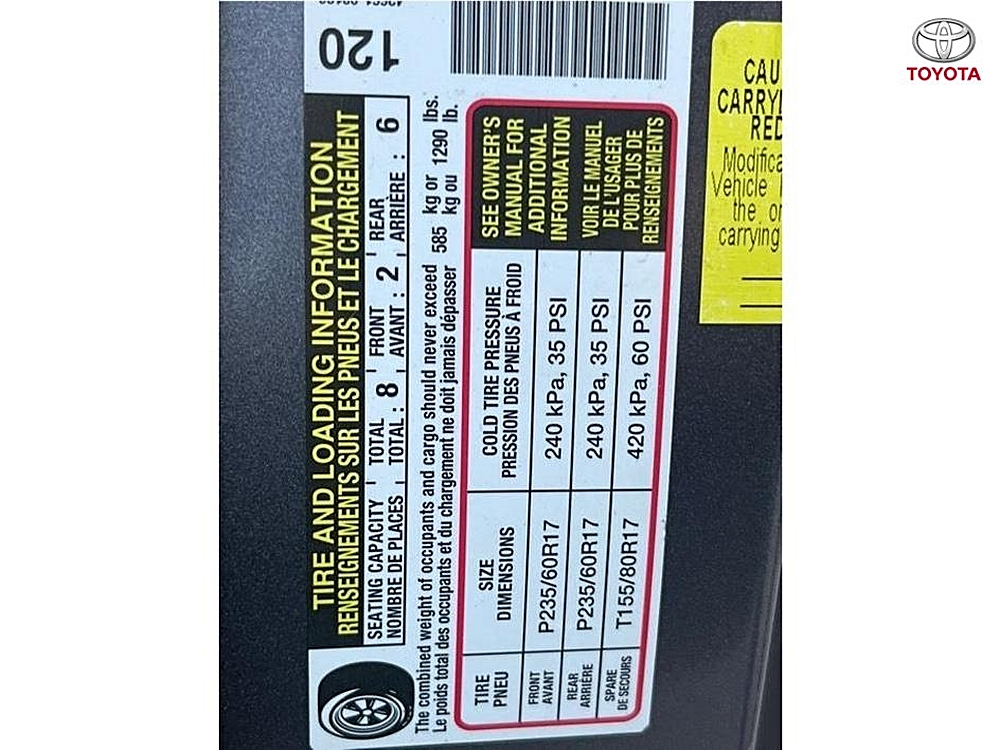 TIRE AND LOADING INFORMATION
RENSEIGNEMENTS SUR LES PNEUS ET LE CHARGEMENT
SEATING CAPACITY TOTAL FRONT REAR
NOMBRE DE PLACES TOTAL : 8 AVANT : 2 ARRIÈRE : 6
The combined weight of occupants and cargo should never exceed 585 kg or 1290 lbs.
Le poids total des occupants et du chargement ne doit jamais dépasser kg ou lb.
TIRE SIZE COLD TIRE PRESSURE
PNEU DIMENSIONS PRESSION DES PNEUS À FROID
FRONT
AVANT
P235/60R17 240 kPa, 35 PSI
REAR
ARRIÈRE
P235/60R17 240 kPa, 35 PSI
SPARE
DE SECOURS
T155/80R17 420 kPa, 60 PSI
SEE OWNER'S
MANUAL FOR
ADDITIONAL
INFORMATION
VOIR LE MANUEL
DE L'USAGER
POUR PLUS DE
RENSEIGNEMENTS
120
CAU
CARRYI
RED
Modifica
Vehicle
the or
carrying
TOYOTA